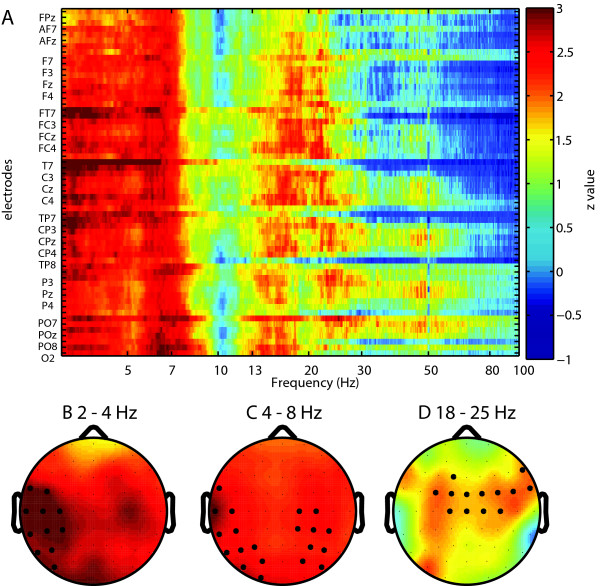 A
FPz
AF7
AFz
F7
F3
Fz
F4
FT7
FC3
FCz
FC4
T7
C3
Cz
C4
TP7
CP3
CPz
CP4
TP8
P3
Pz
P4
PO7
POz
PO8
O2
electrodes
5 7 10 13 20 30 50 80 100
Frequency (Hz)
3
2.5
2
1.5
1
0.5
0
−0.5
−1
z value
B 2 - 4 Hz
C 4 - 8 Hz
D 18 - 25 Hz